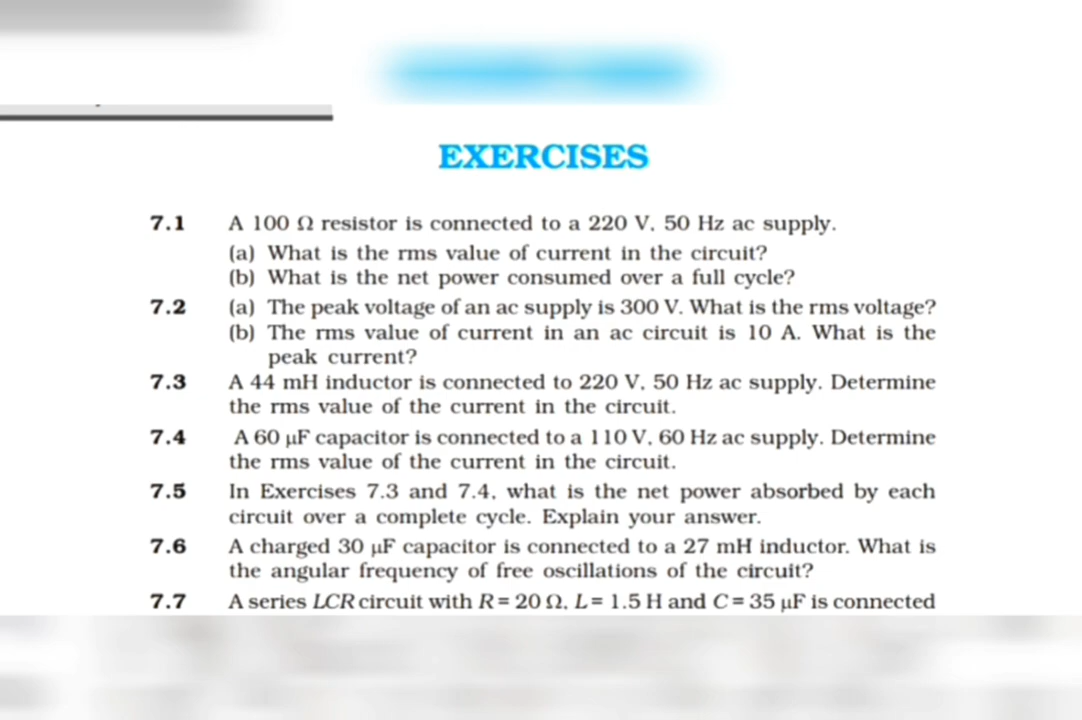 EXERCISES
7.1 A 100 Ω resistor is connected to a 220 V, 50 Hz ac supply.
(a) What is the rms value of current in the circuit?
(b) What is the net power consumed over a full cycle?
7.2 (a) The peak voltage of an ac supply is 300 V. What is the rms voltage?
(b) The rms value of current in an ac circuit is 10 A. What is the
peak current?
7.3 A 44 mH inductor is connected to 220 V, 50 Hz ac supply. Determine
the rms value of the current in the circuit.
7.4 A 60 μF capacitor is connected to a 110 V, 60 Hz ac supply. Determine
the rms value of the current in the circuit.
7.5 In Exercises 7.3 and 7.4, what is the net power absorbed by each
circuit over a complete cycle. Explain your answer.
7.6 A charged 30 μF capacitor is connected to a 27 mH inductor. What is
the angular frequency of free oscillations of the circuit?
7.7 A series LCR circuit with R = 20 Ω, L = 1.5 H and C = 35 μF is connected